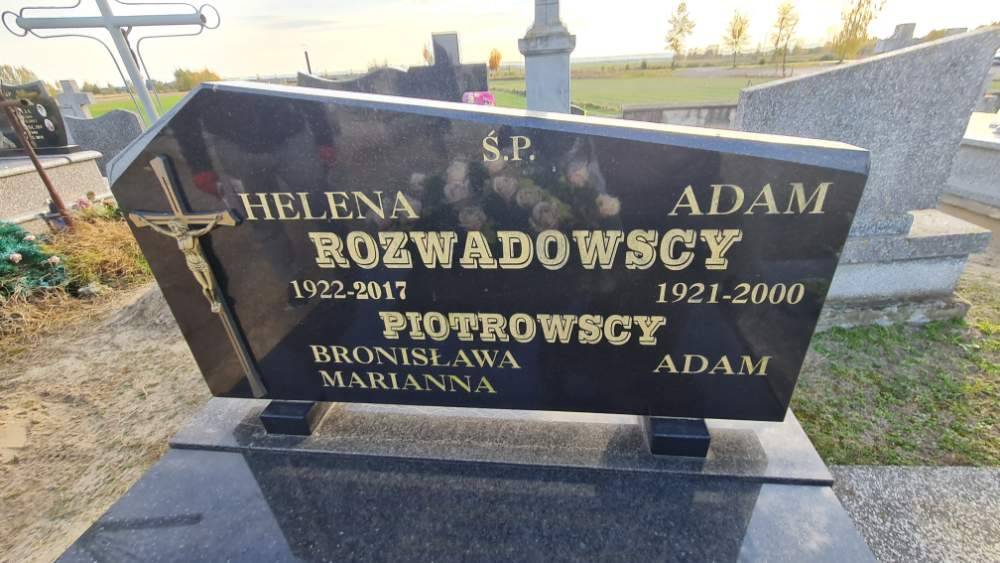 Ś.P.
HELENA ADAM
ROZWADOWSCY
1922-2017 1921-2000
PIOTROWSCY
BRONISŁAWA ADAM
MARIANNA